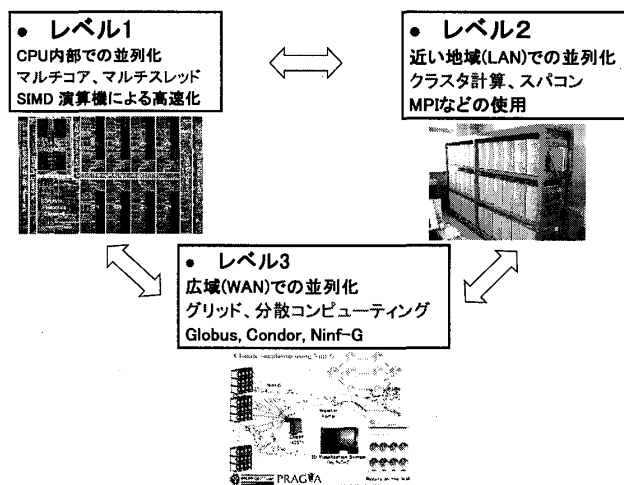 • レベル1
CPU内部での並列化
マルチコア、マルチスレッド
SIMD 演算機による高速化
• レベル2
近い地域(LAN)での並列化
クラスタ計算、スパコン
MPIなどの使用
• レベル3
広域(WAN)での並列化
グリッド、分散コンピューティング
Globus, Condor, Ninf-G
Climate simulation using Ninf-G
PRAGMA